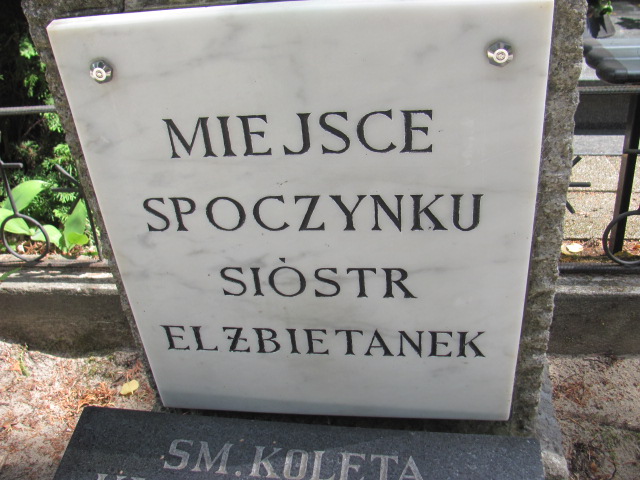 MIEJSCE
SPOCZYNKU
SIÓSTR
ELŻBIETANEK
SM. KOLETA